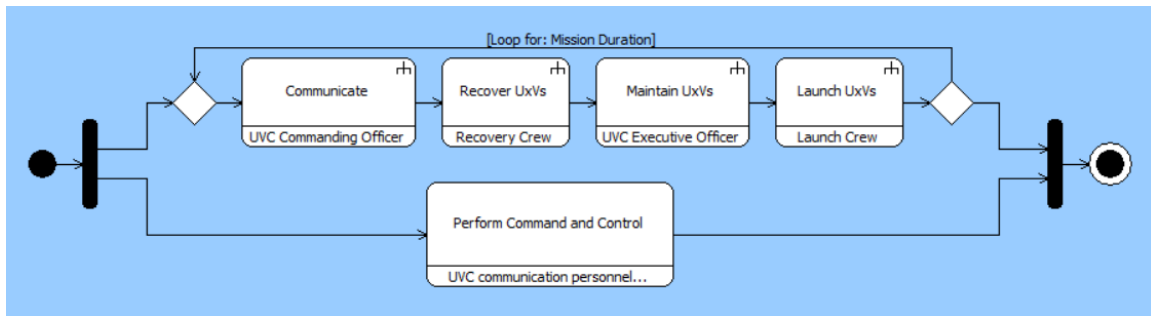 [Loop for: Mission Duration]
Communicate
UVC Commanding Officer
Recover UxVs
Recovery Crew
Maintain UxVs
UVC Executive Officer
Launch UxVs
Launch Crew
Perform Command and Control
UVC communication personnel...